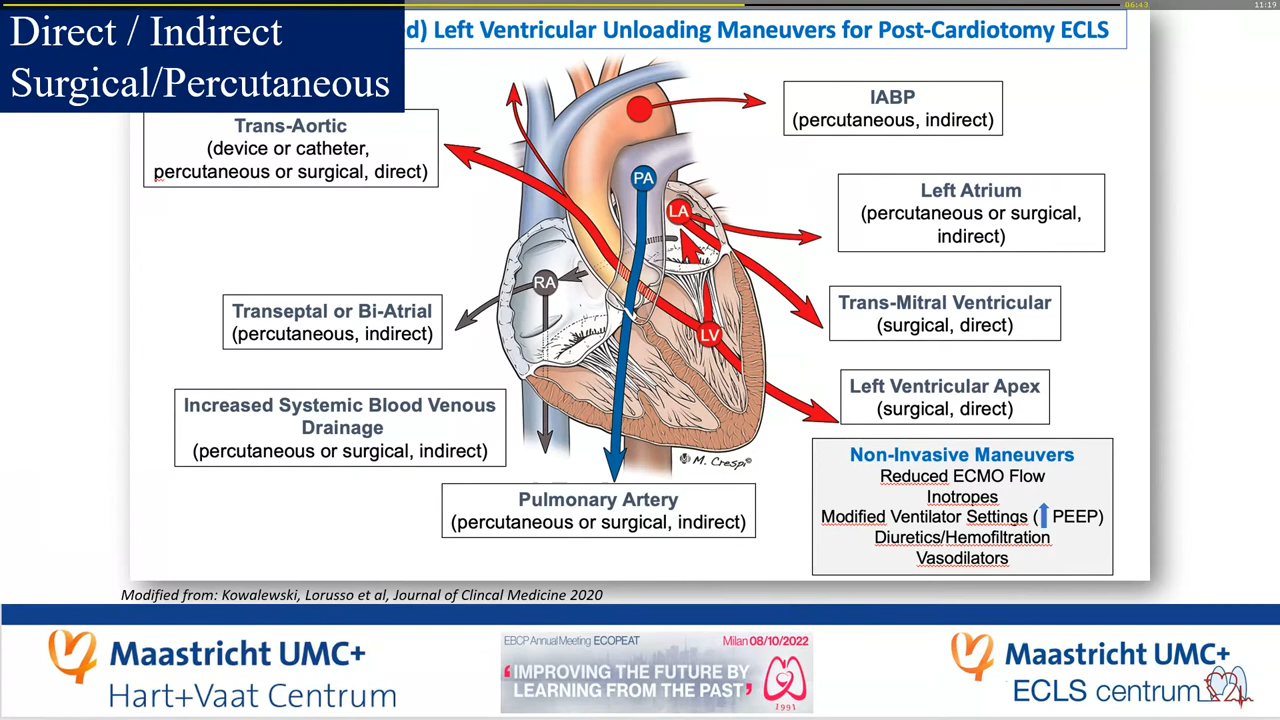 06:43
11:19
Direct / Indirect
Surgical/Percutaneous
d) Left Ventricular Unloading Maneuvers for Post-Cardiotomy ECLS
Trans-Aortic
(device or catheter,
percutaneous or surgical, direct)
IABP
(percutaneous, indirect)
PA
LA
Left Atrium
(percutaneous or surgical,
indirect)
RA
Transeptal or Bi-Atrial
(percutaneous, indirect)
Trans-Mitral Ventricular
(surgical, direct)
LV
Increased Systemic Blood Venous
Drainage
(percutaneous or surgical, indirect)
Left Ventricular Apex
(surgical, direct)
M. Crespi©
Pulmonary Artery
(percutaneous or surgical, indirect)
Non-Invasive Maneuvers
Reduced ECMO Flow
Inotropes
Modified Ventilator Settings (⬆PEEP)
Diuretics/Hemofiltration
Vasodilators
Modified from: Kowalewski, Lorusso et al, Journal of Clincal Medicine 2020
Maastricht UMC+
Hart+Vaat Centrum
EBCP Annual Meeting ECOPEAT
Milan 08/10/2022
‘IMPROVING THE FUTURE BY
LEARNING FROM THE PAST’
1991
Maastricht UMC+
ECLS centrum